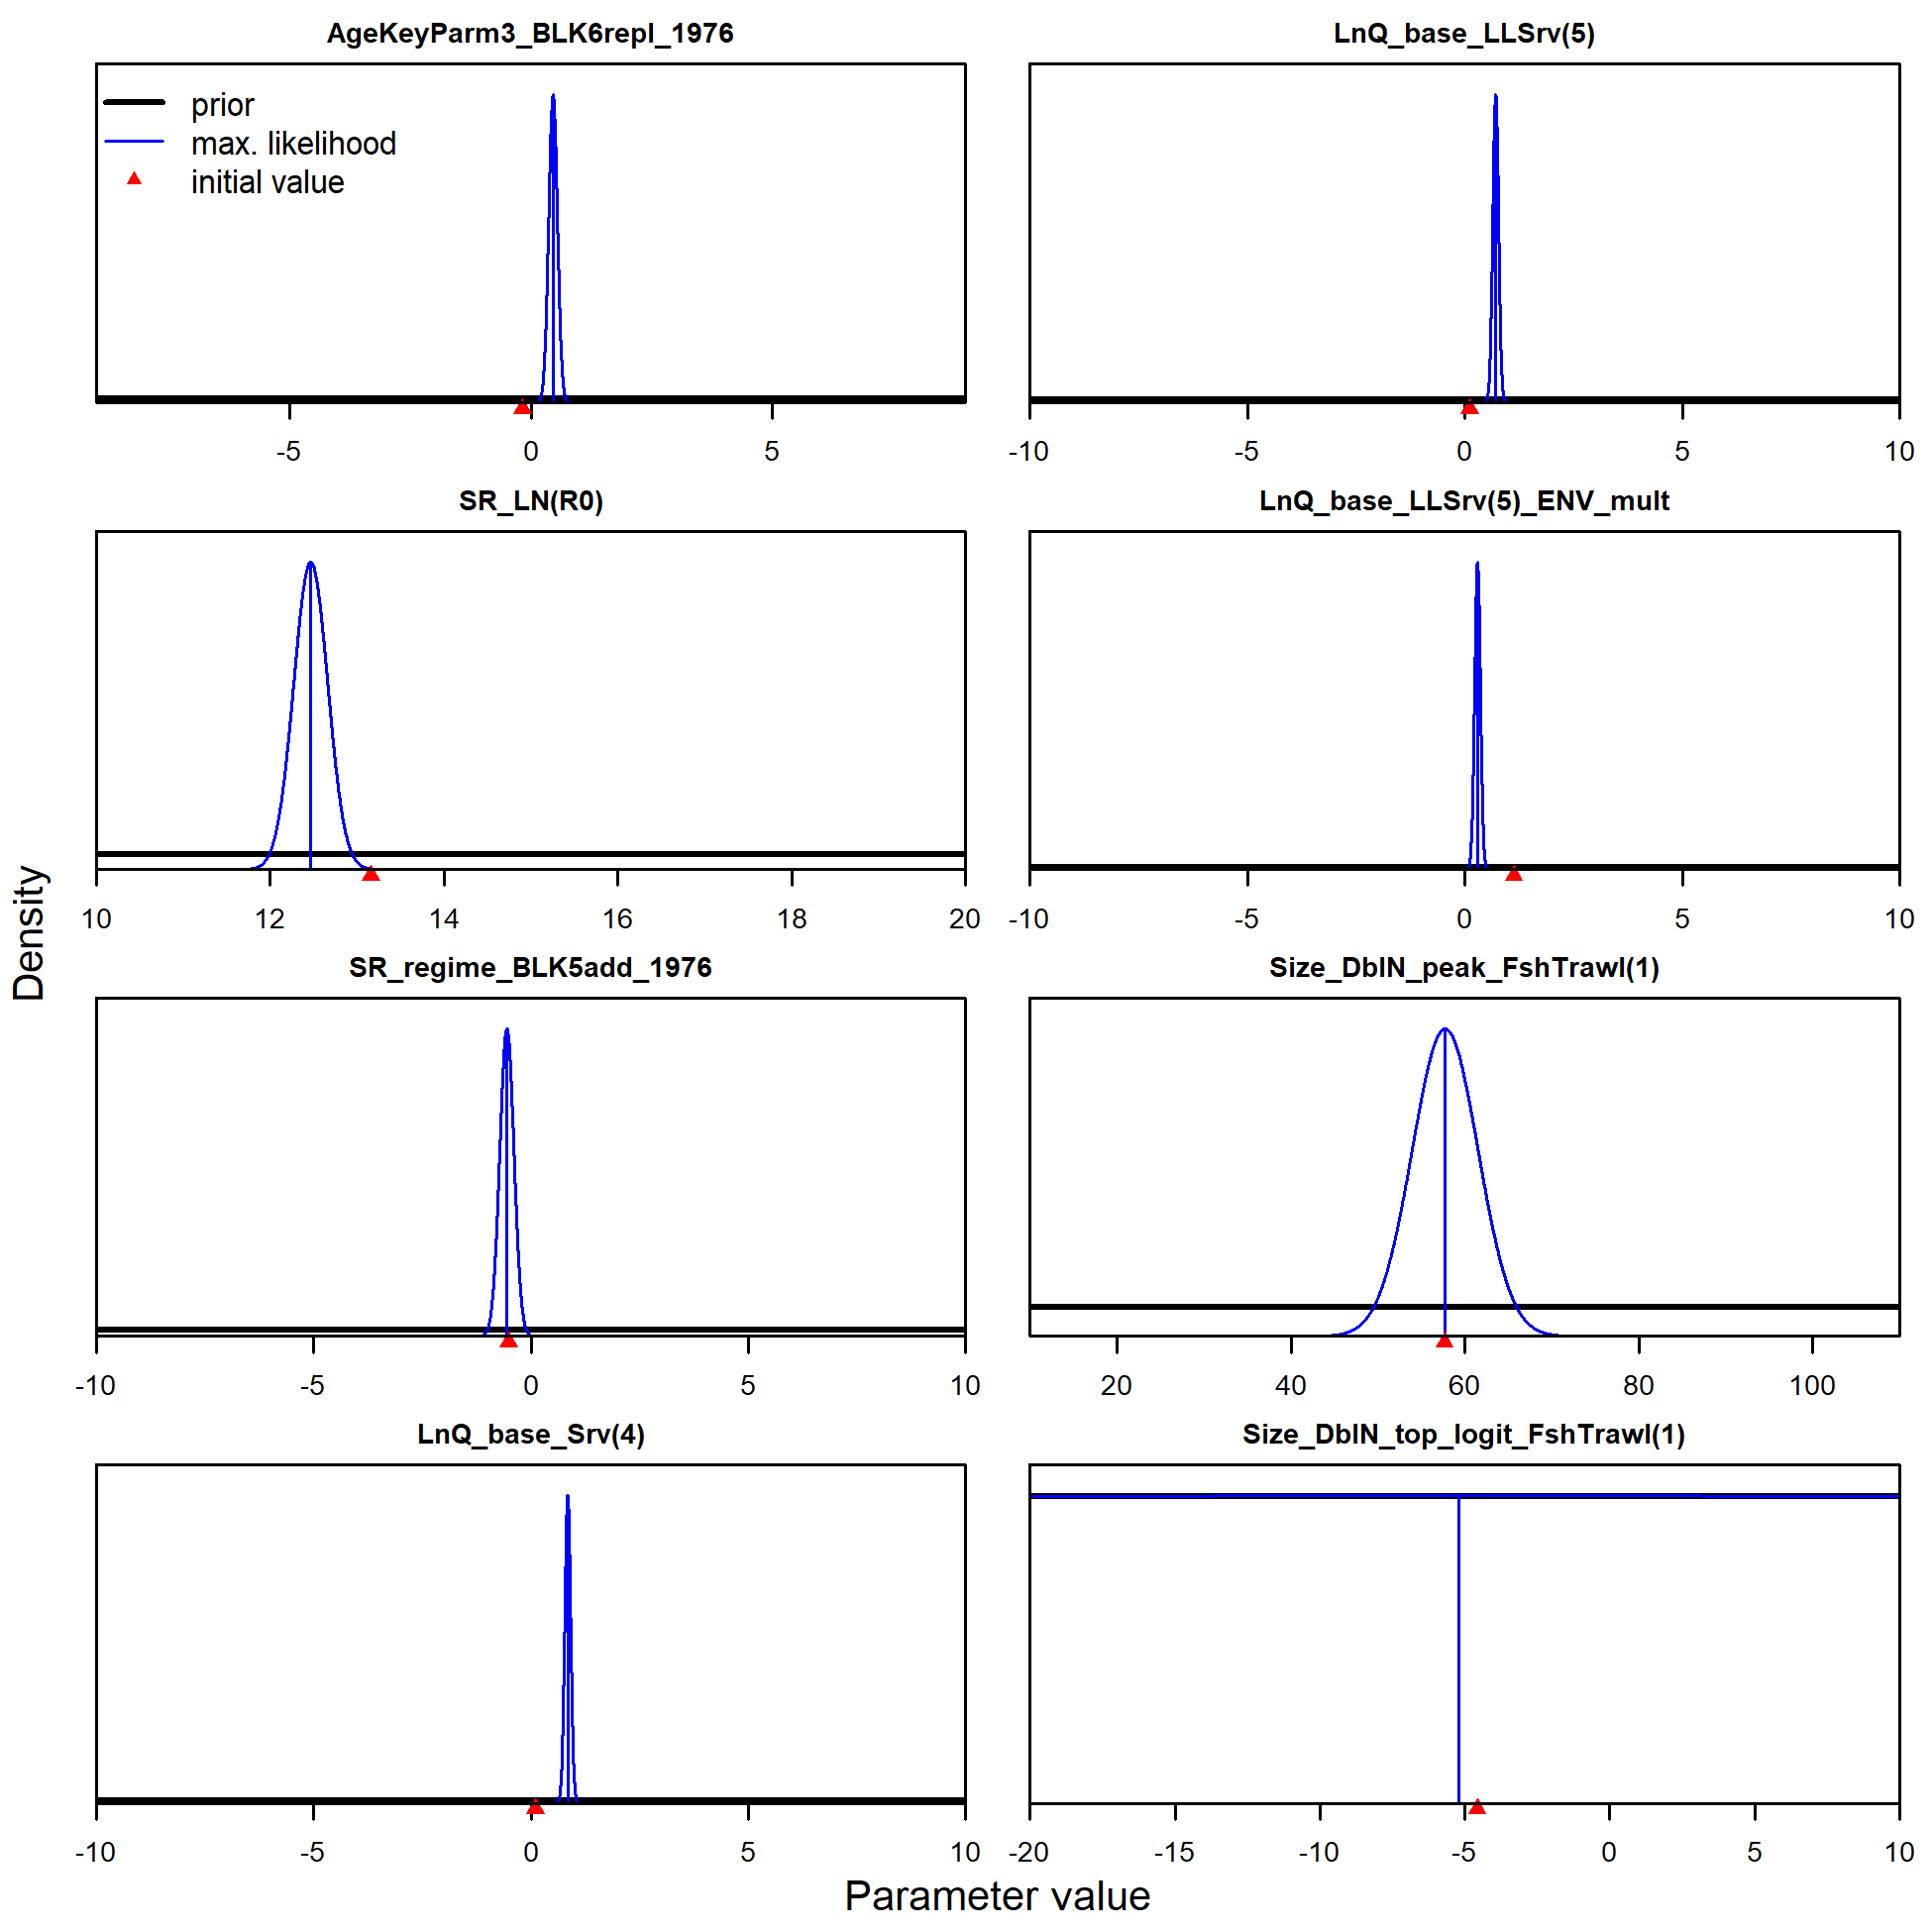 AgeKeyParm3_BLK6repl_1976
prior
max. likelihood
initial value
-5 0 5
LnQ_base_LLSrv(5)
-10 -5 0 5 10
SR_LN(R0)
10 12 14 16 18 20
LnQ_base_LLSrv(5)_ENV_mult
-10 -5 0 5 10
SR_regime_BLK5add_1976
-10 -5 0 5 10
Size_DblN_peak_FshTrawl(1)
20 40 60 80 100
LnQ_base_Srv(4)
-10 -5 0 5 10
Size_DblN_top_logit_FshTrawl(1)
-20 -15 -10 -5 0 5 10
Density
Parameter value